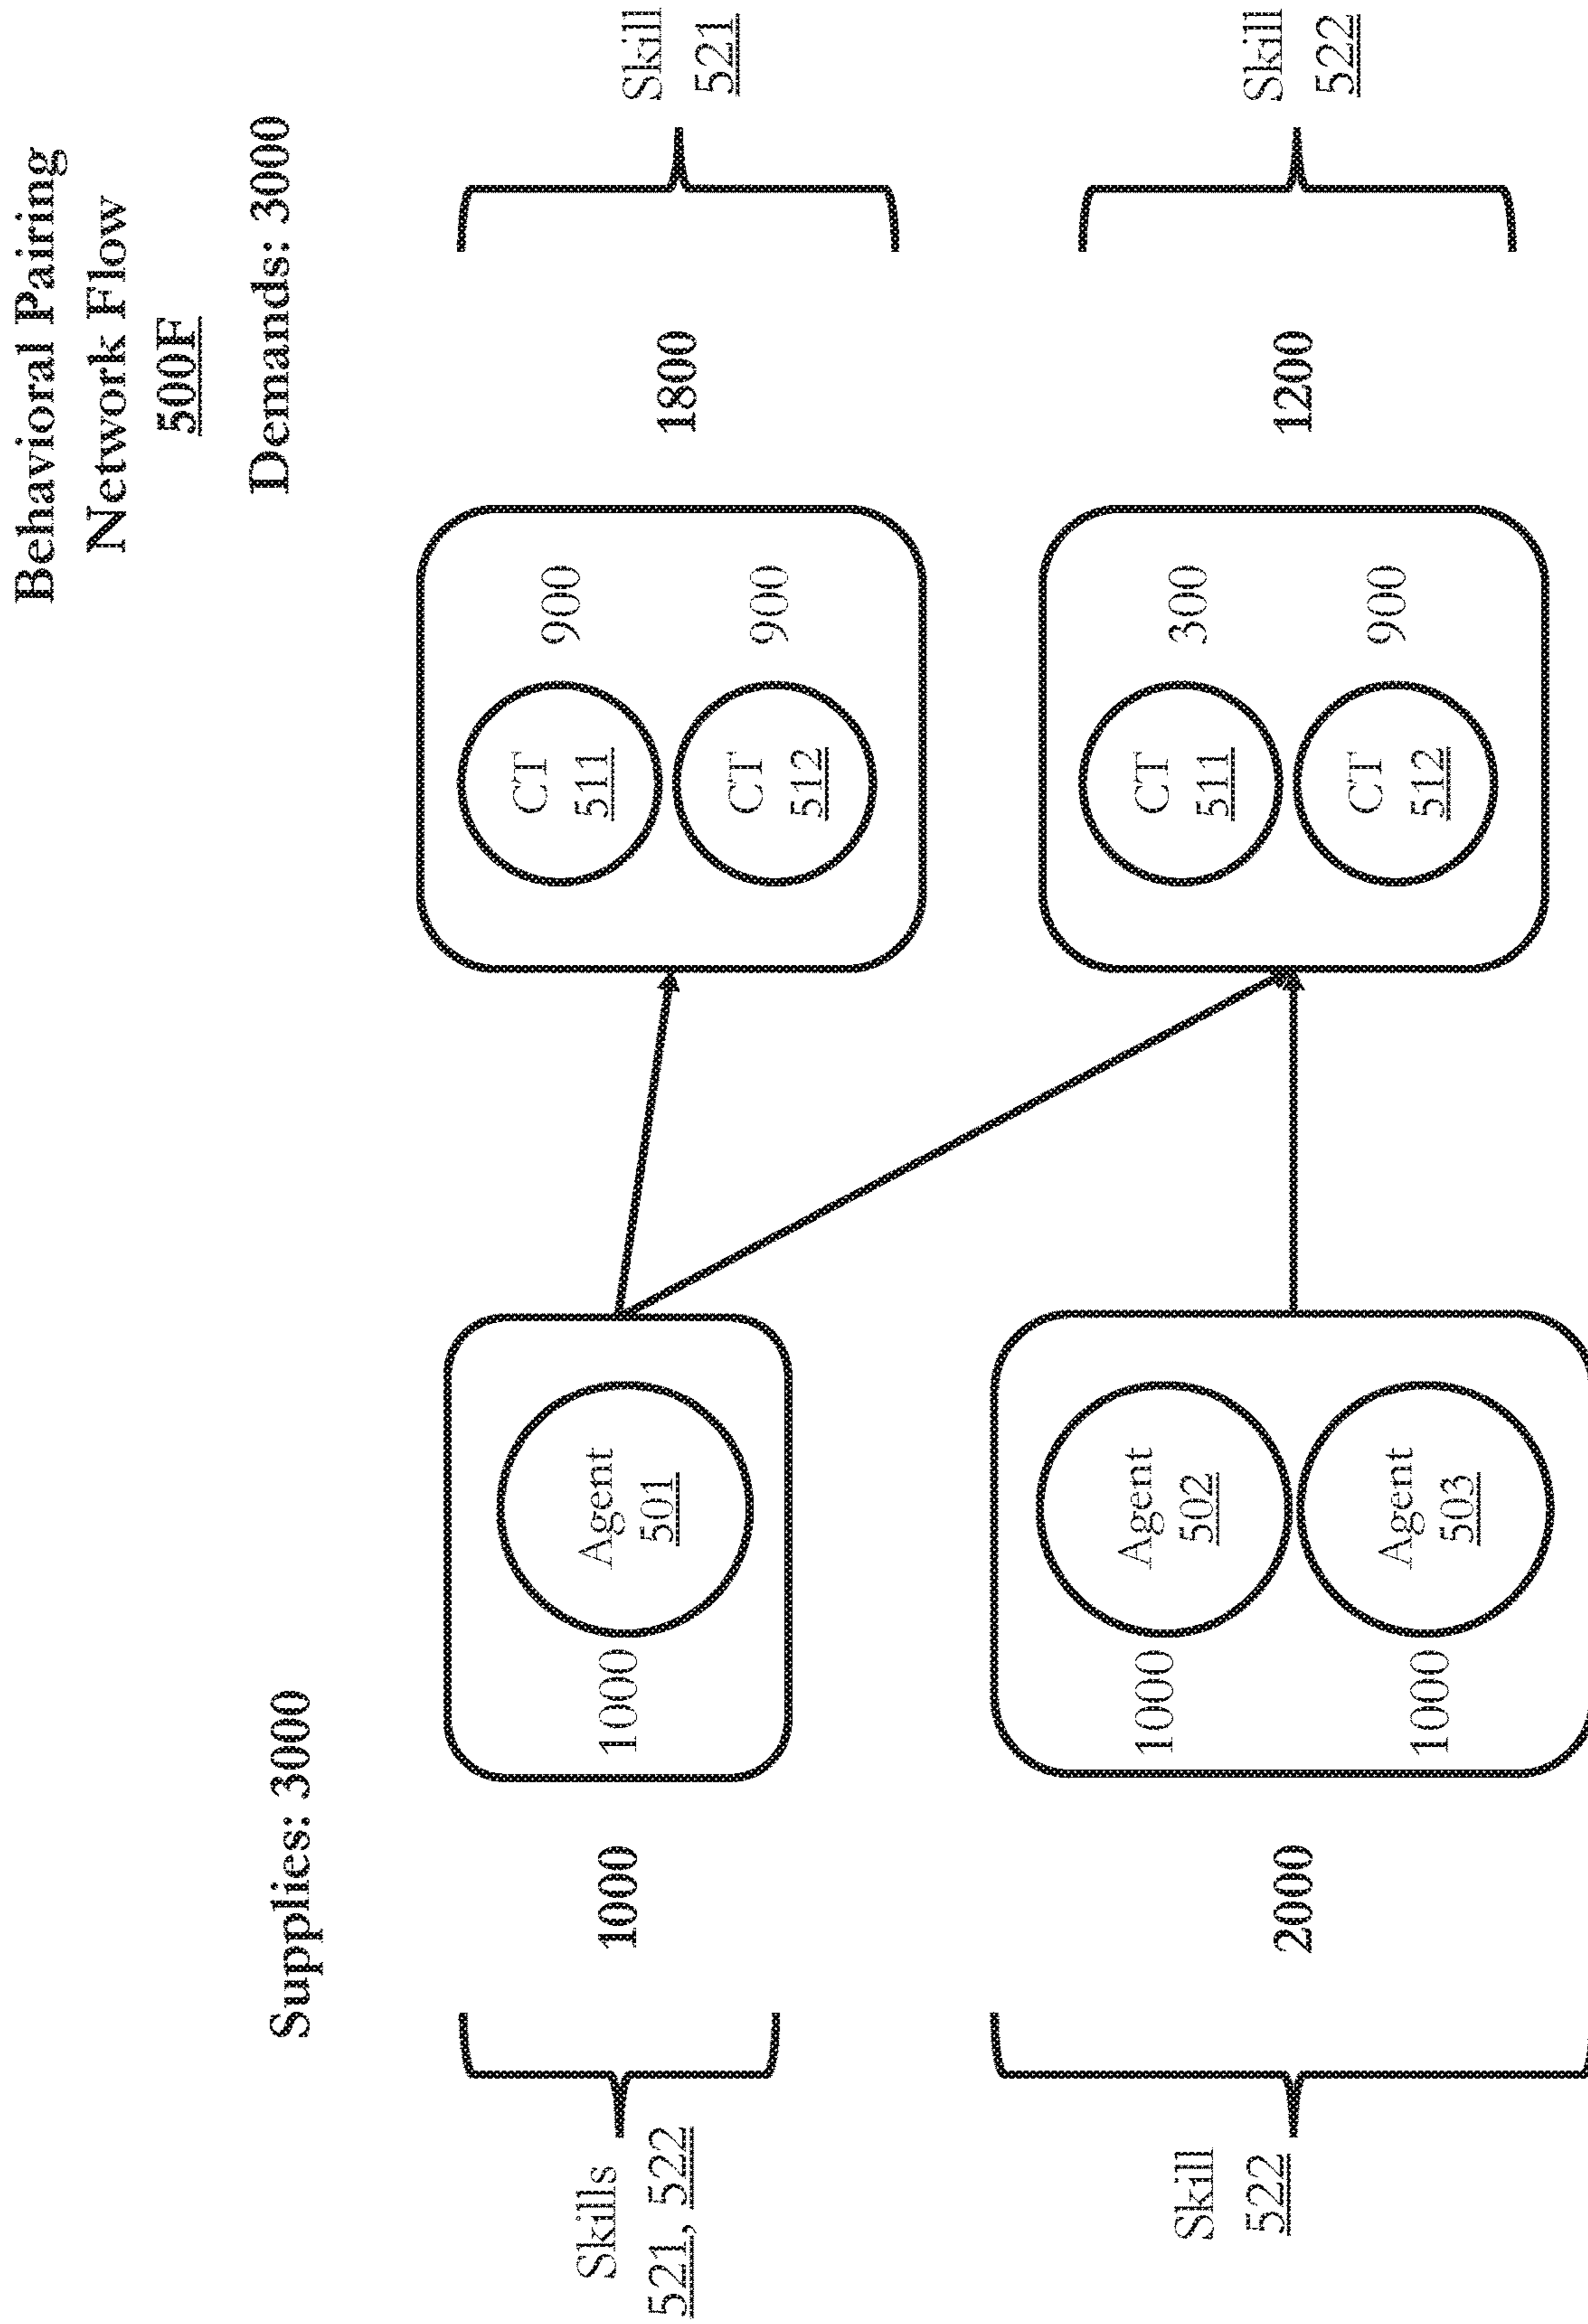 Behavioral Pairing
Network Flow
500F
Supplies: 3000
Demands: 3000
Skills
521, 522
1000
1000
Agent
501
CT
511
900
CT
512
900
1800
Skill
521
Skill
522
2000
1000
Agent
502
1000
Agent
503
CT
511
300
CT
512
900
1200
Skill
522